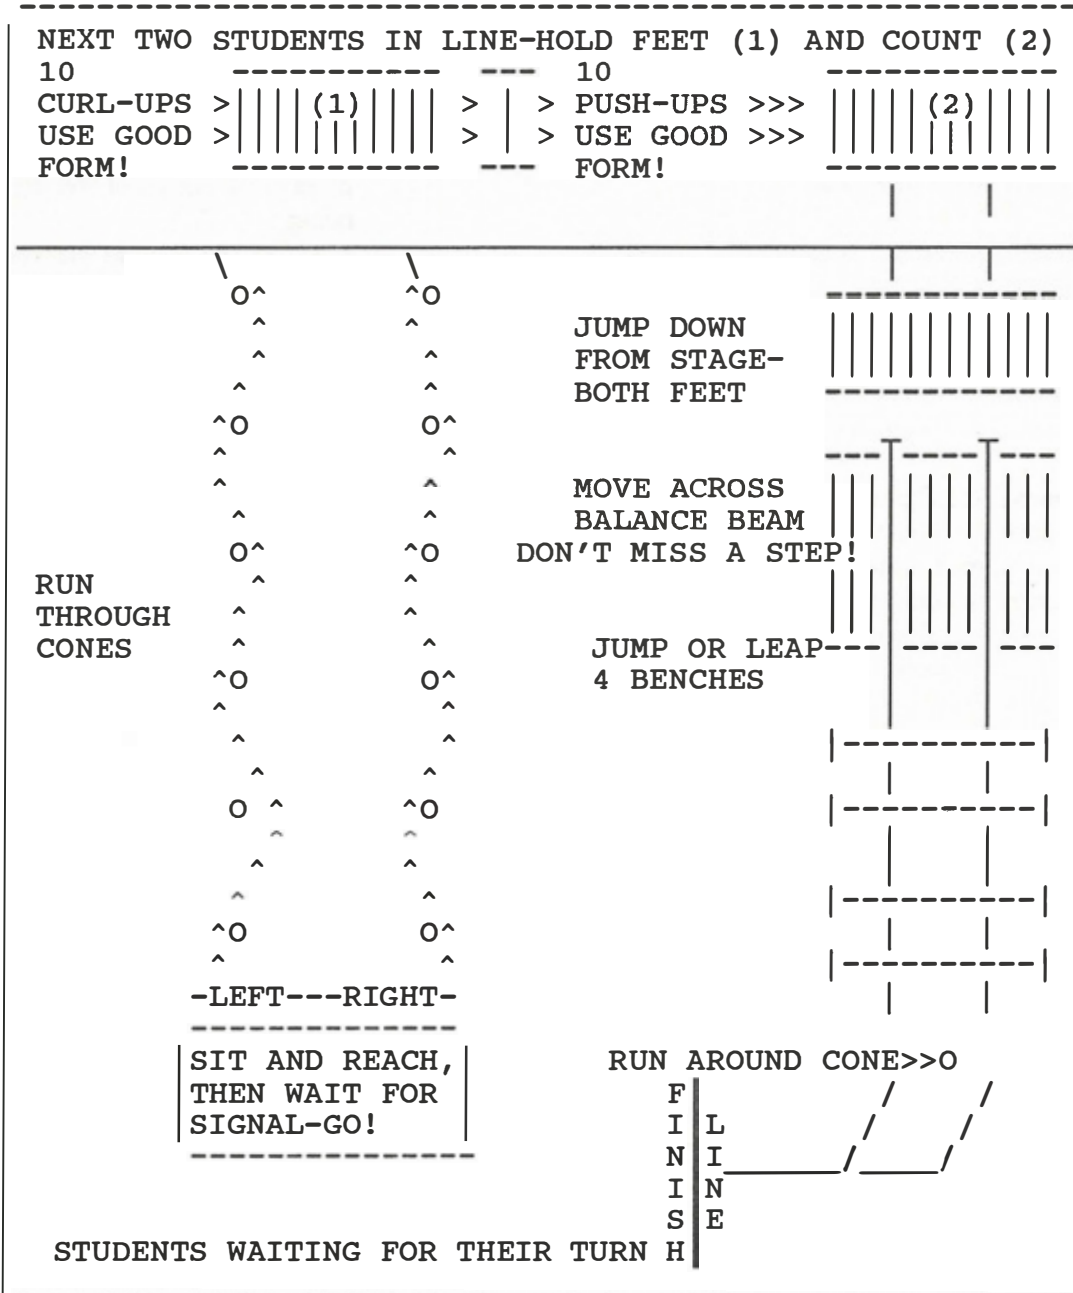 NEXT TWO STUDENTS IN LINE-HOLD FEET (1) AND COUNT (2)
10 10
CURL-UPS > (1) > > PUSH-UPS >>> (2)
USE GOOD > > > USE GOOD >>>
FORM! FORM!
O^ ^O
^ ^ JUMP DOWN
^ ^ FROM STAGE-
^ ^ BOTH FEET
^O O^
^ ^
^ ^ MOVE ACROSS
^ ^ BALANCE BEAM
O^ ^O DON'T MISS A STEP!
RUN ^ ^
THROUGH ^ ^
CONES ^ ^ JUMP OR LEAP
^O O^ 4 BENCHES
^ ^
^ ^
^ ^
O ^ ^O
^ ^
^ ^
^ ^
^O O^
^ ^
-LEFT---RIGHT-
SIT AND REACH,
THEN WAIT FOR
SIGNAL-GO!
RUN AROUND CONE>>O
FINISH
LINE
STUDENTS WAITING FOR THEIR TURN